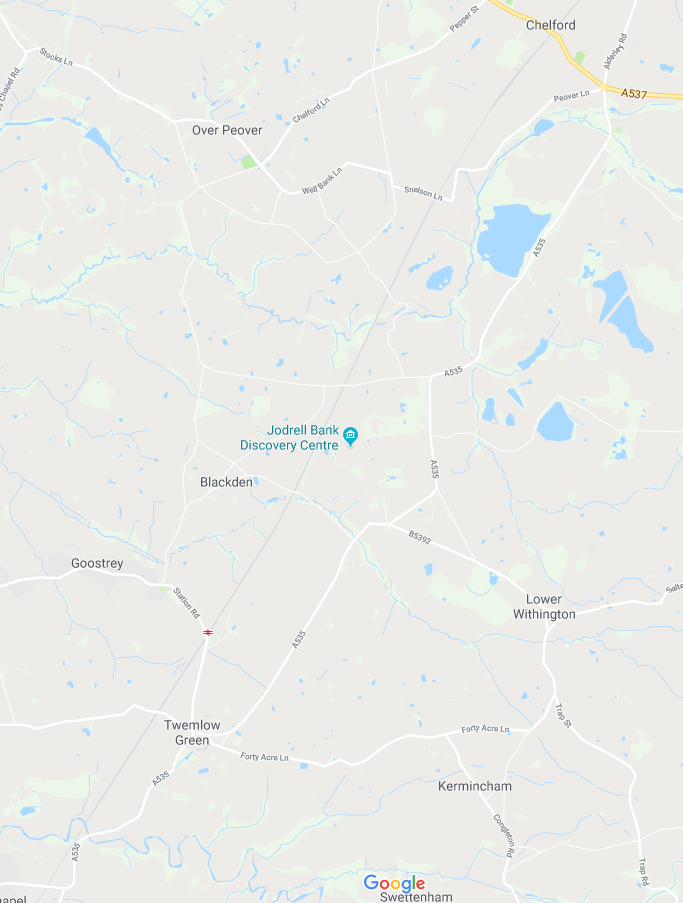 Chelford
Pepper St
Alderley Rd
Stocks Ln
s Chapel Rd
A537
Peover Ln
Chelford Ln
Over Peover
Well Bank Ln
Snelson Ln
A535
A535
Jodrell Bank
Discovery Centre
A535
Blackden
B5392
Goostrey
Station Rd
Salte
Lower
Withington
A535
Trap St
Twemlow
Green
Forty Acre Ln
Forty Acre Ln
A535
Kermincham
Congleton Rd
A535
Trap Rd
Google
Swettenham
hapel